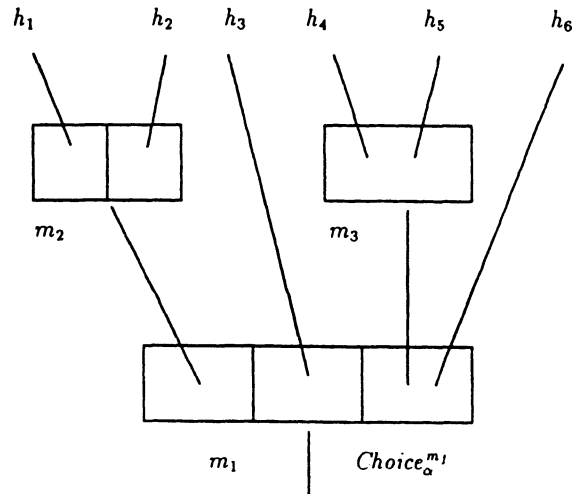 h₁ h₂ h₃ h₄ h₅ h₆
m₂ m₃
m₁ Choice_α^{m₁}